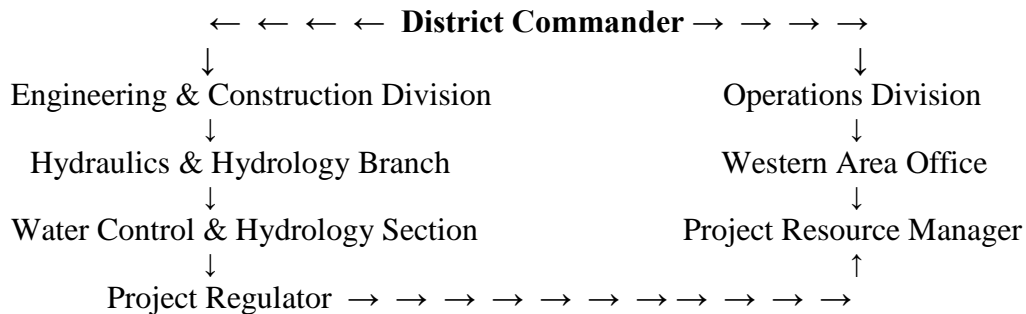 ← ← ← ← District Commander → → → →
↓ ↓
Engineering & Construction Division Operations Division
↓ ↓
Hydraulics & Hydrology Branch Western Area Office
↓ ↓
Water Control & Hydrology Section Project Resource Manager
↓ ↑
Project Regulator → → → → → → → → → → →